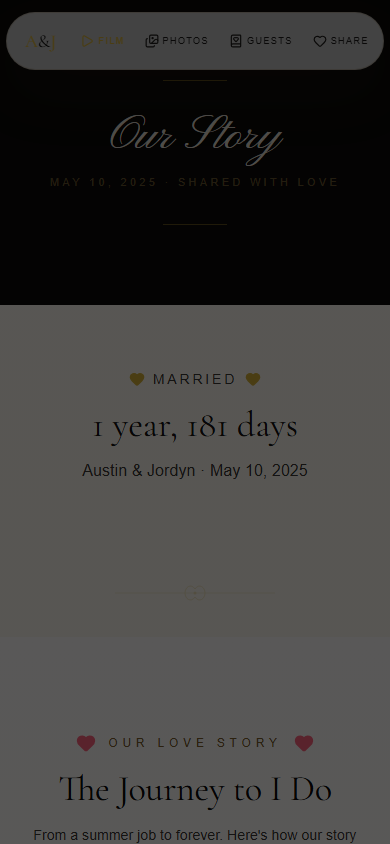 A&J FILM PHOTOS GUESTS SHARE
Our Story
MAY 10, 2025 · SHARED WITH LOVE
MARRIED
1 year, 181 days
Austin & Jordyn · May 10, 2025
OUR LOVE STORY
The Journey to I Do
From a summer job to forever. Here's how our story